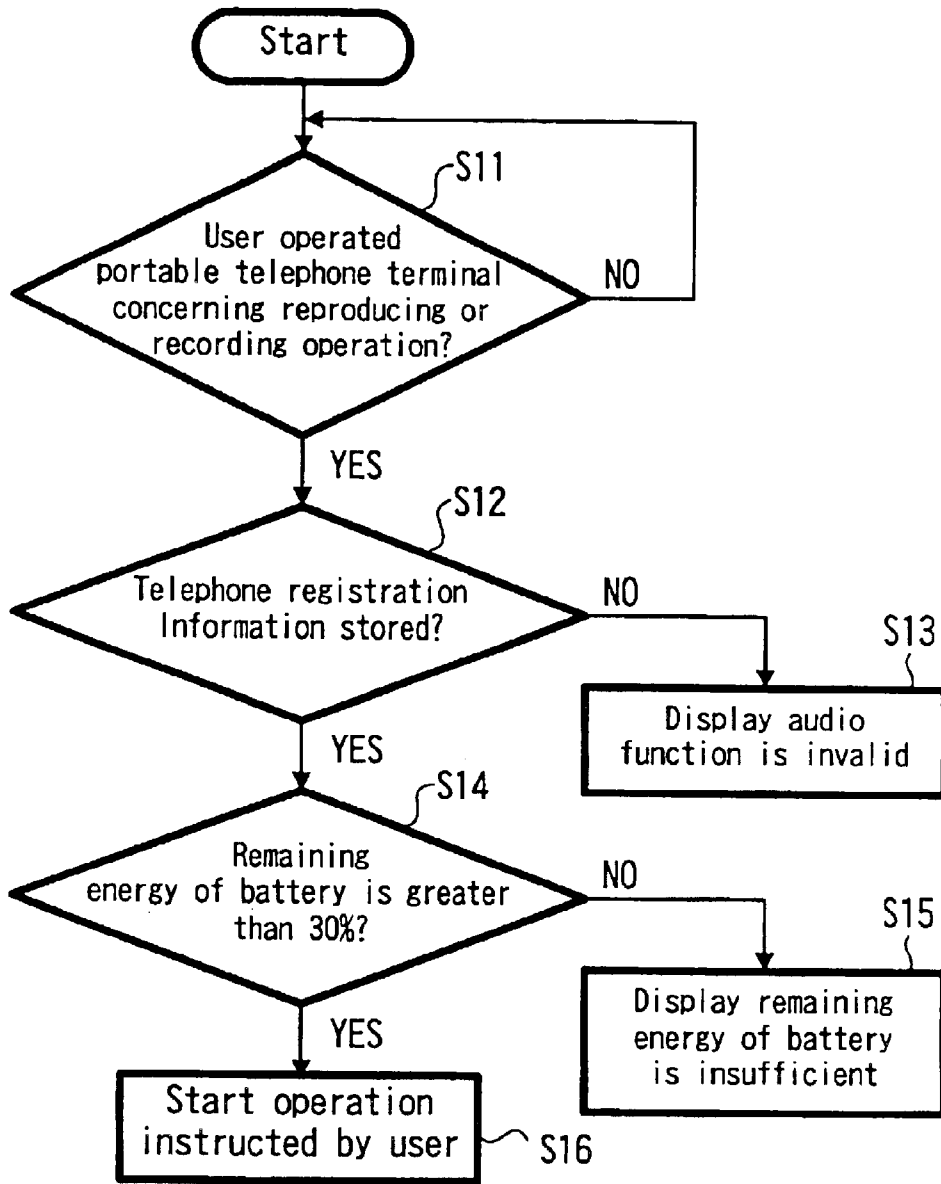 Start
S11
User operated
portable telephone terminal
concerning reproducing or
recording operation?
NO
YES
S12
Telephone registration
Information stored?
NO
S13
Display audio
function is invalid
YES
S14
Remaining
energy of battery is greater
than 30%?
NO
S15
Display remaining
energy of battery
is insufficient
YES
Start operation
instructed by user
S16